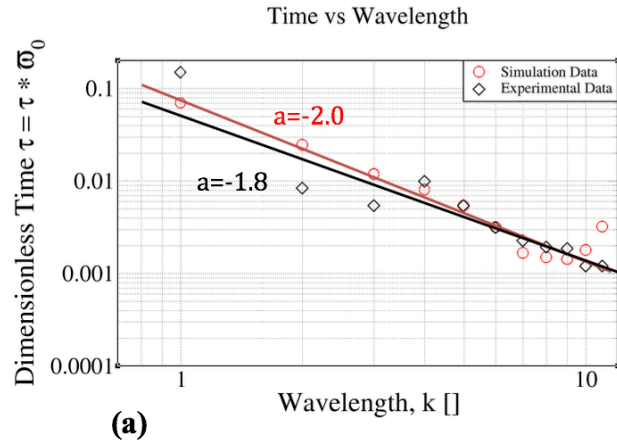 Time vs Wavelength
Dimensionless Time τ = τ * ϖ₀
0.1
0.01
0.001
0.0001
Simulation Data
Experimental Data
a=-2.0
a=-1.8
1
10
Wavelength, k []
(a)